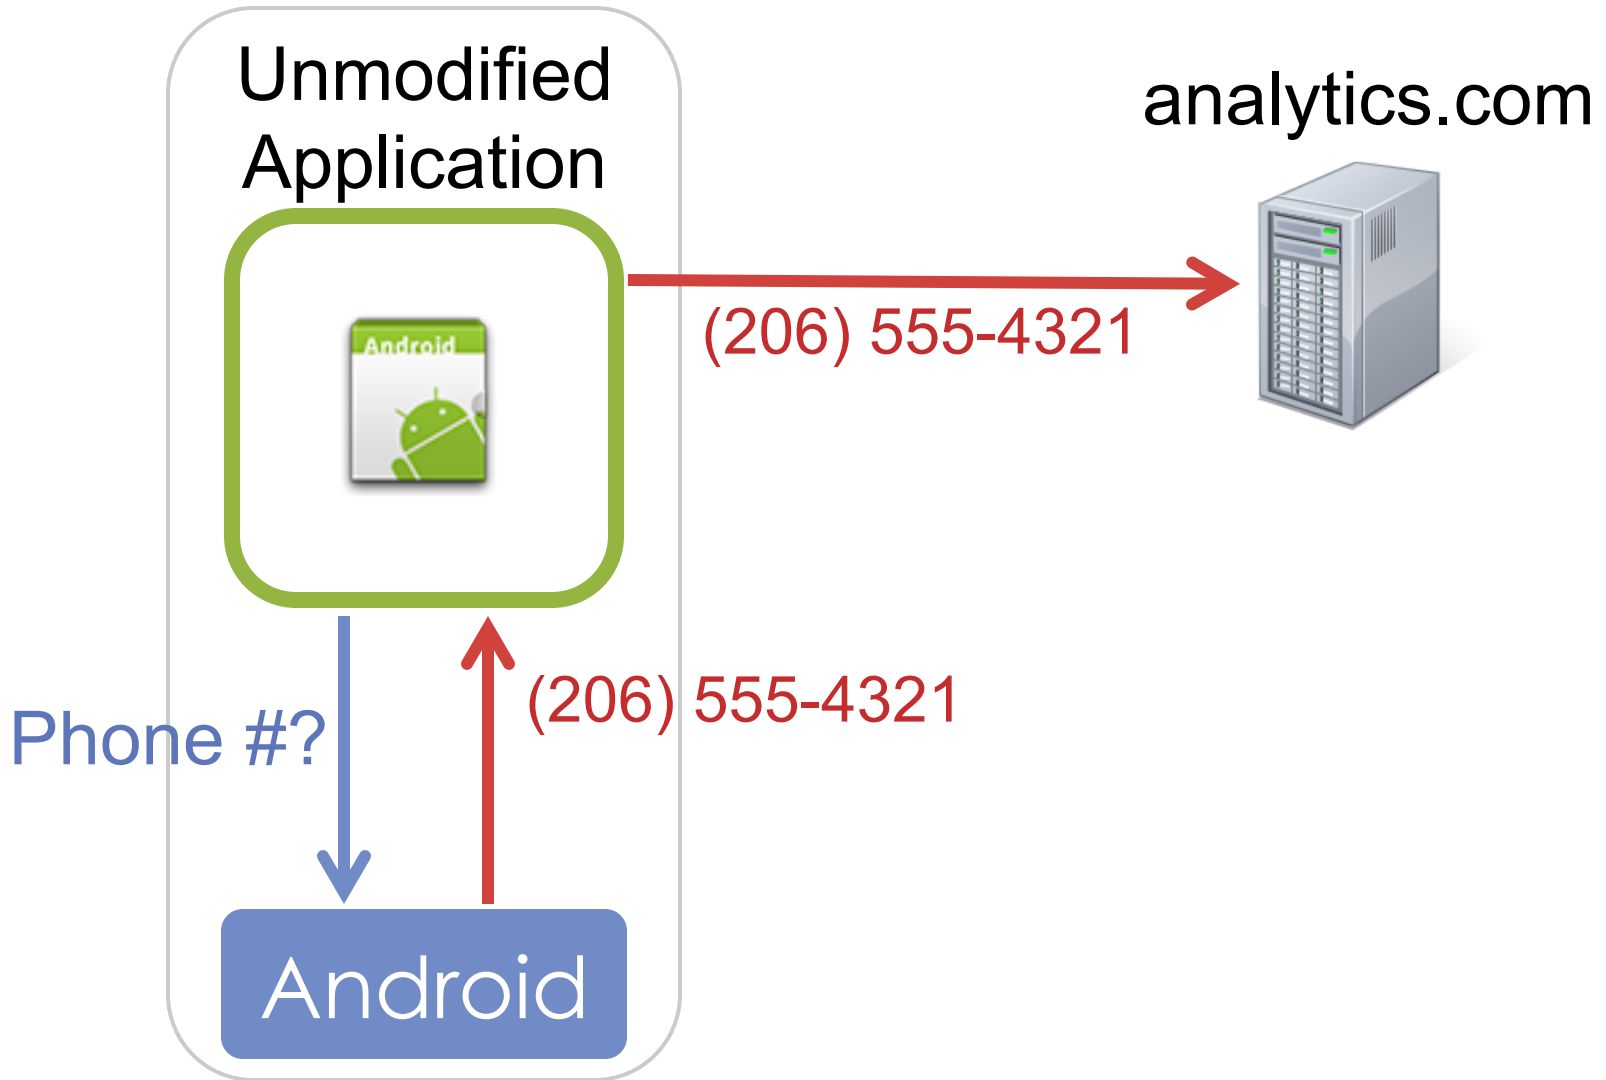 Unmodified
Application
analytics.com
Android
(206) 555-4321
(206) 555-4321
Phone #?
Android